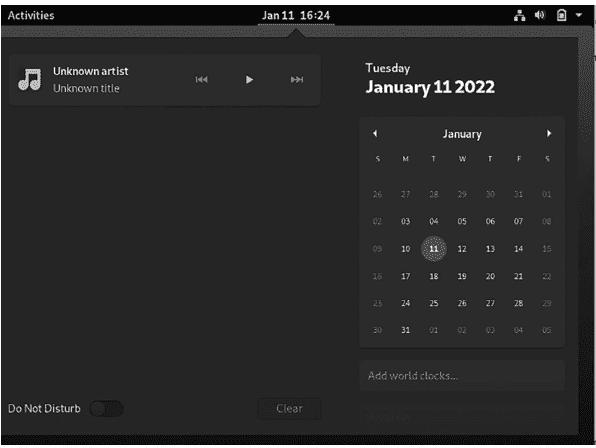 Activities
Jan 11 16:24
Unknown artist
Unknown title
Tuesday
January 11 2022
January
S M T W T F S
26 27 28 29 30 31 01
02 03 04 05 06 07 08
09 10 11 12 13 14 15
16 17 18 19 20 21 22
23 24 25 26 27 28 29
30 31 01 02 03 04 05
Add world clocks...
Do Not Disturb
Clear